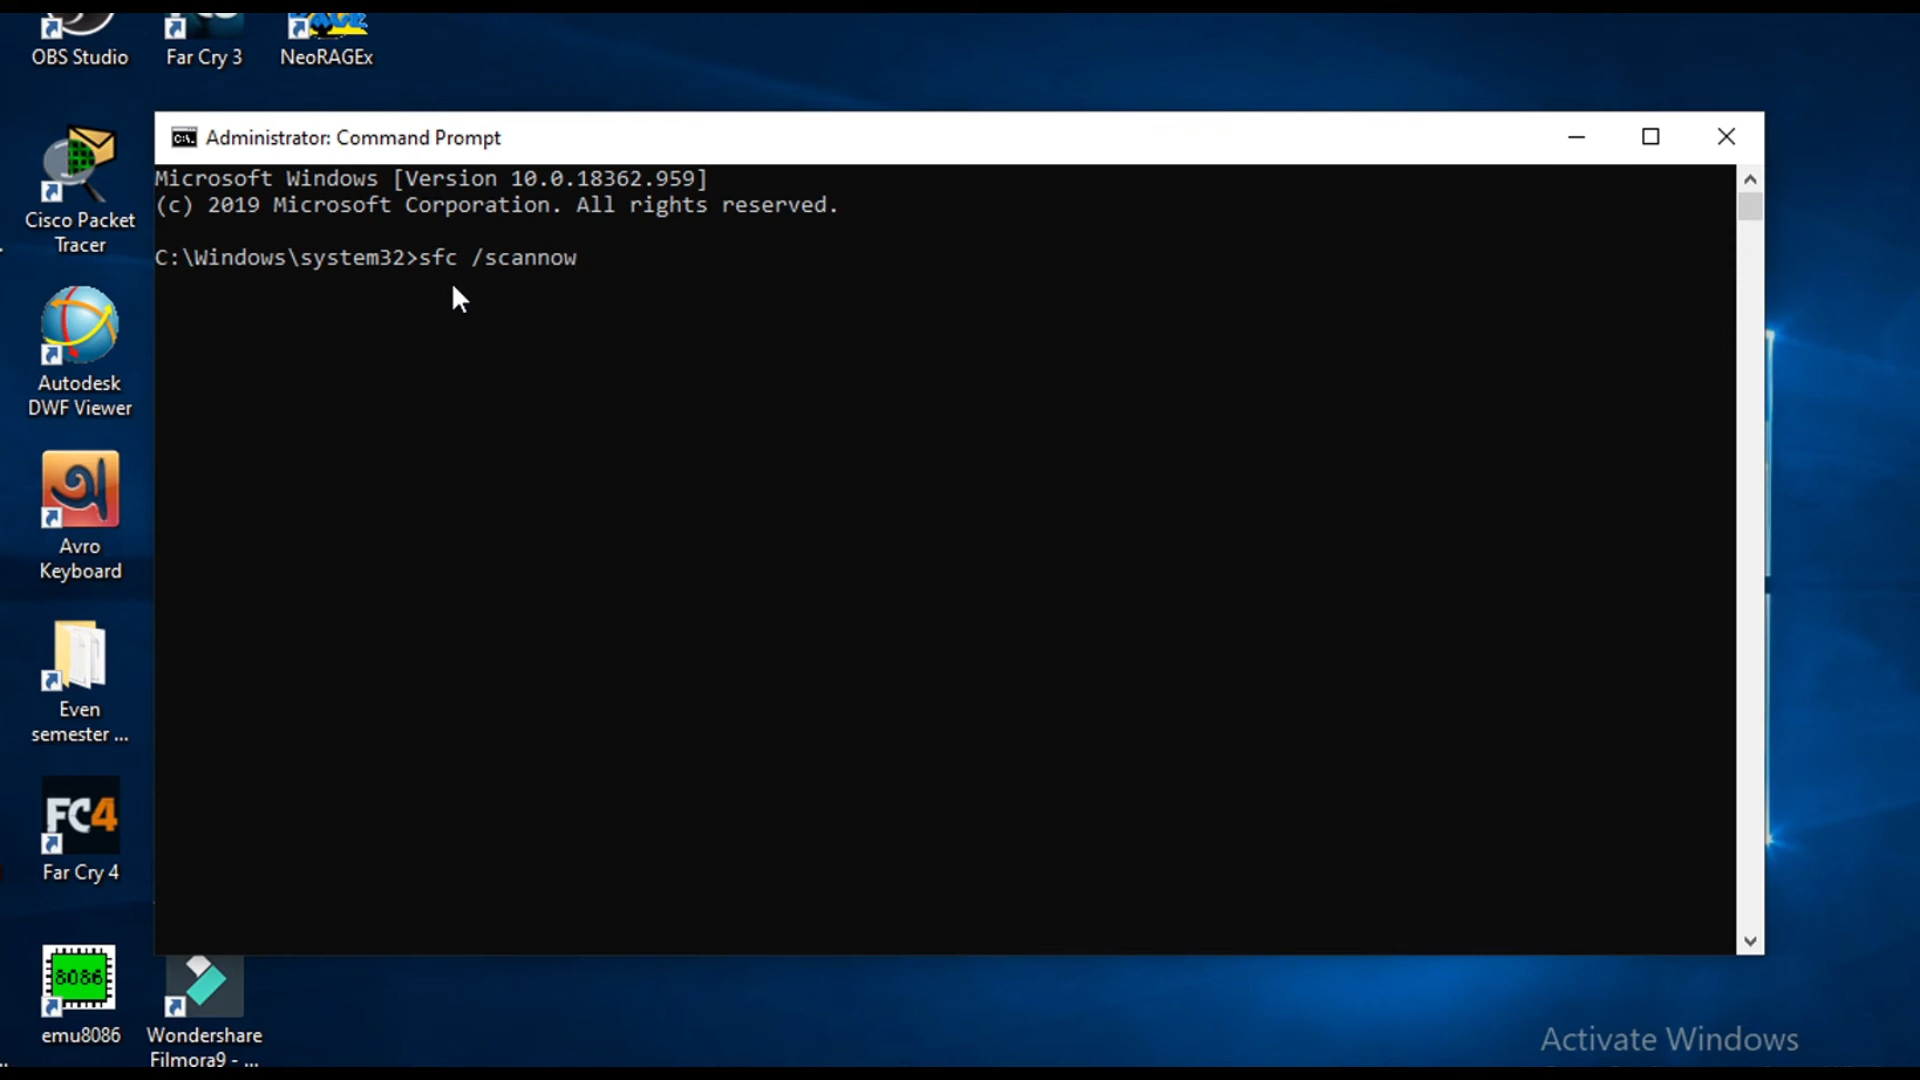 OBS Studio
Far Cry 3
NeoRAGEx
Administrator: Command Prompt
Microsoft Windows [Version 10.0.18362.959]
(c) 2019 Microsoft Corporation. All rights reserved.
C:\Windows\system32>sfc /scannow
Cisco Packet
Tracer
Autodesk
DWF Viewer
অ
Avro
Keyboard
Even
semester ...
FC4
Far Cry 4
8086
emu8086
Wondershare
Filmora9 - ...
Activate Windows